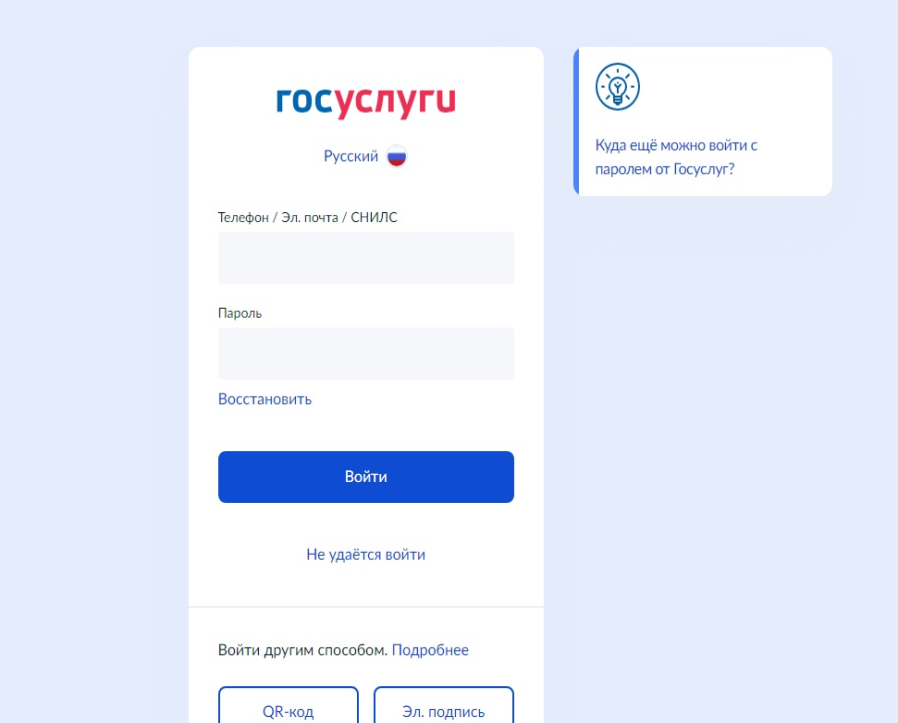 госуслуги
Русский
Телефон / Эл. почта / СНИЛС
Пароль
Восстановить
Войти
Не удаётся войти
Войти другим способом. Подробнее
QR-код
Эл. подпись
Куда ещё можно войти с
паролем от Госуслуг?